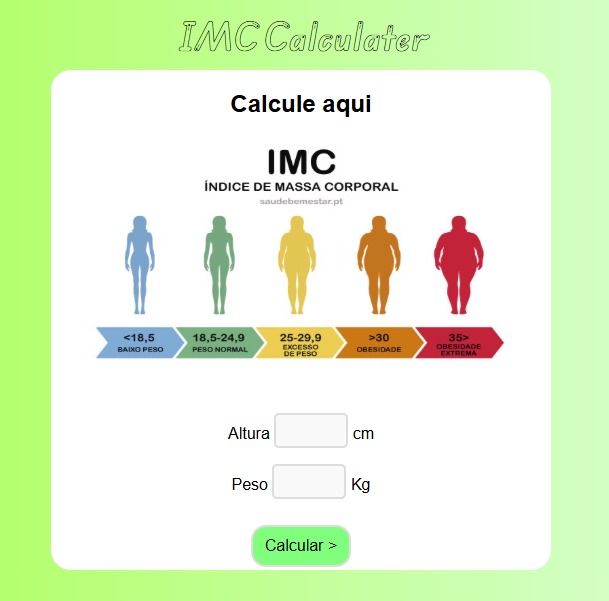 IMC Calculater
Calcule aqui
IMC
ÍNDICE DE MASSA CORPORAL
saudebemestar.pt
<18,5
BAIXO PESO
18,5-24,9
PESO NORMAL
25-29,9
EXCESSO
DE PESO
>30
OBESIDADE
35>
OBESIDADE
EXTREMA
Altura cm
Peso Kg
Calcular >